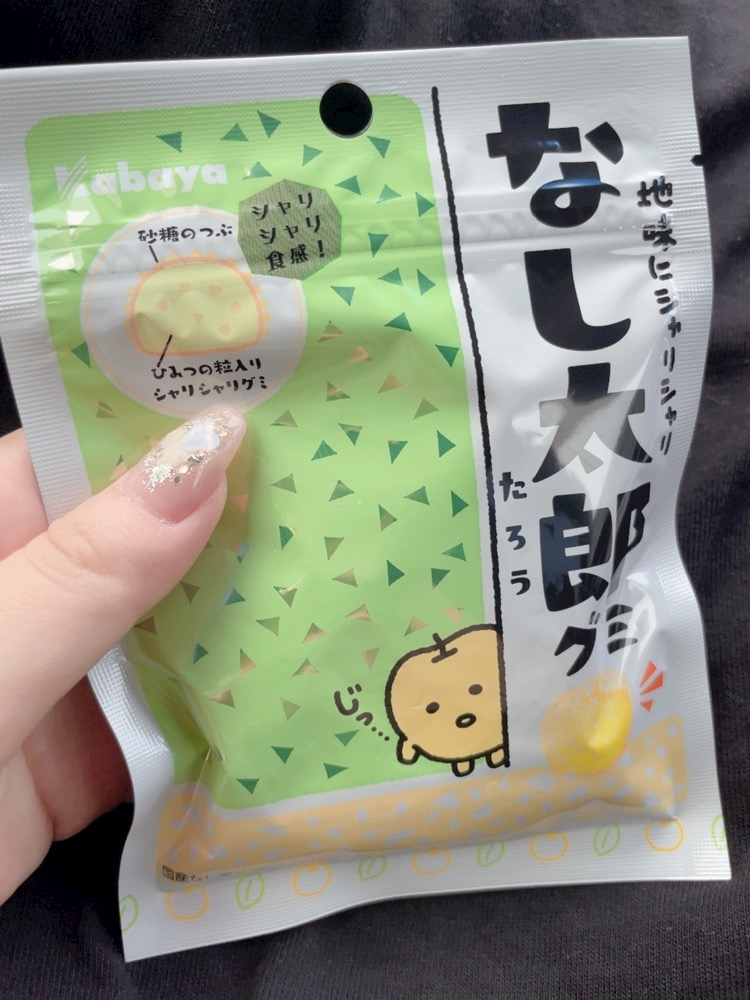 Kabaya
シャリ
シャリ
食感!
砂糖のつぶ
ひみつの粒入り
シャリシャリグミ
地味にシャリシャリ
なし太郎
たろう
グミ
じっ…